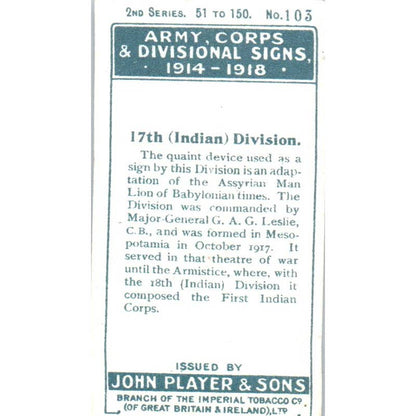 2ND SERIES. 51 TO 150. No. 103
ARMY, CORPS
& DIVISIONAL SIGNS,
· 1914–1918 ·
17th (Indian) Division.
The quaint device used as a
sign by this Division is an adap-
tation of the Assyrian Man
Lion of Babylonian times. The
Division was commanded by
Major-General G. A. G. Leslie,
C.B., and was formed in Meso-
potamia in October 1917. It
served in that theatre of war
until the Armistice, where, with
the 18th (Indian) Division it
composed the First Indian
Corps.
ISSUED BY
JOHN PLAYER & SONS
BRANCH OF THE IMPERIAL TOBACCO Co.
(OF GREAT BRITAIN & IRELAND), LTD